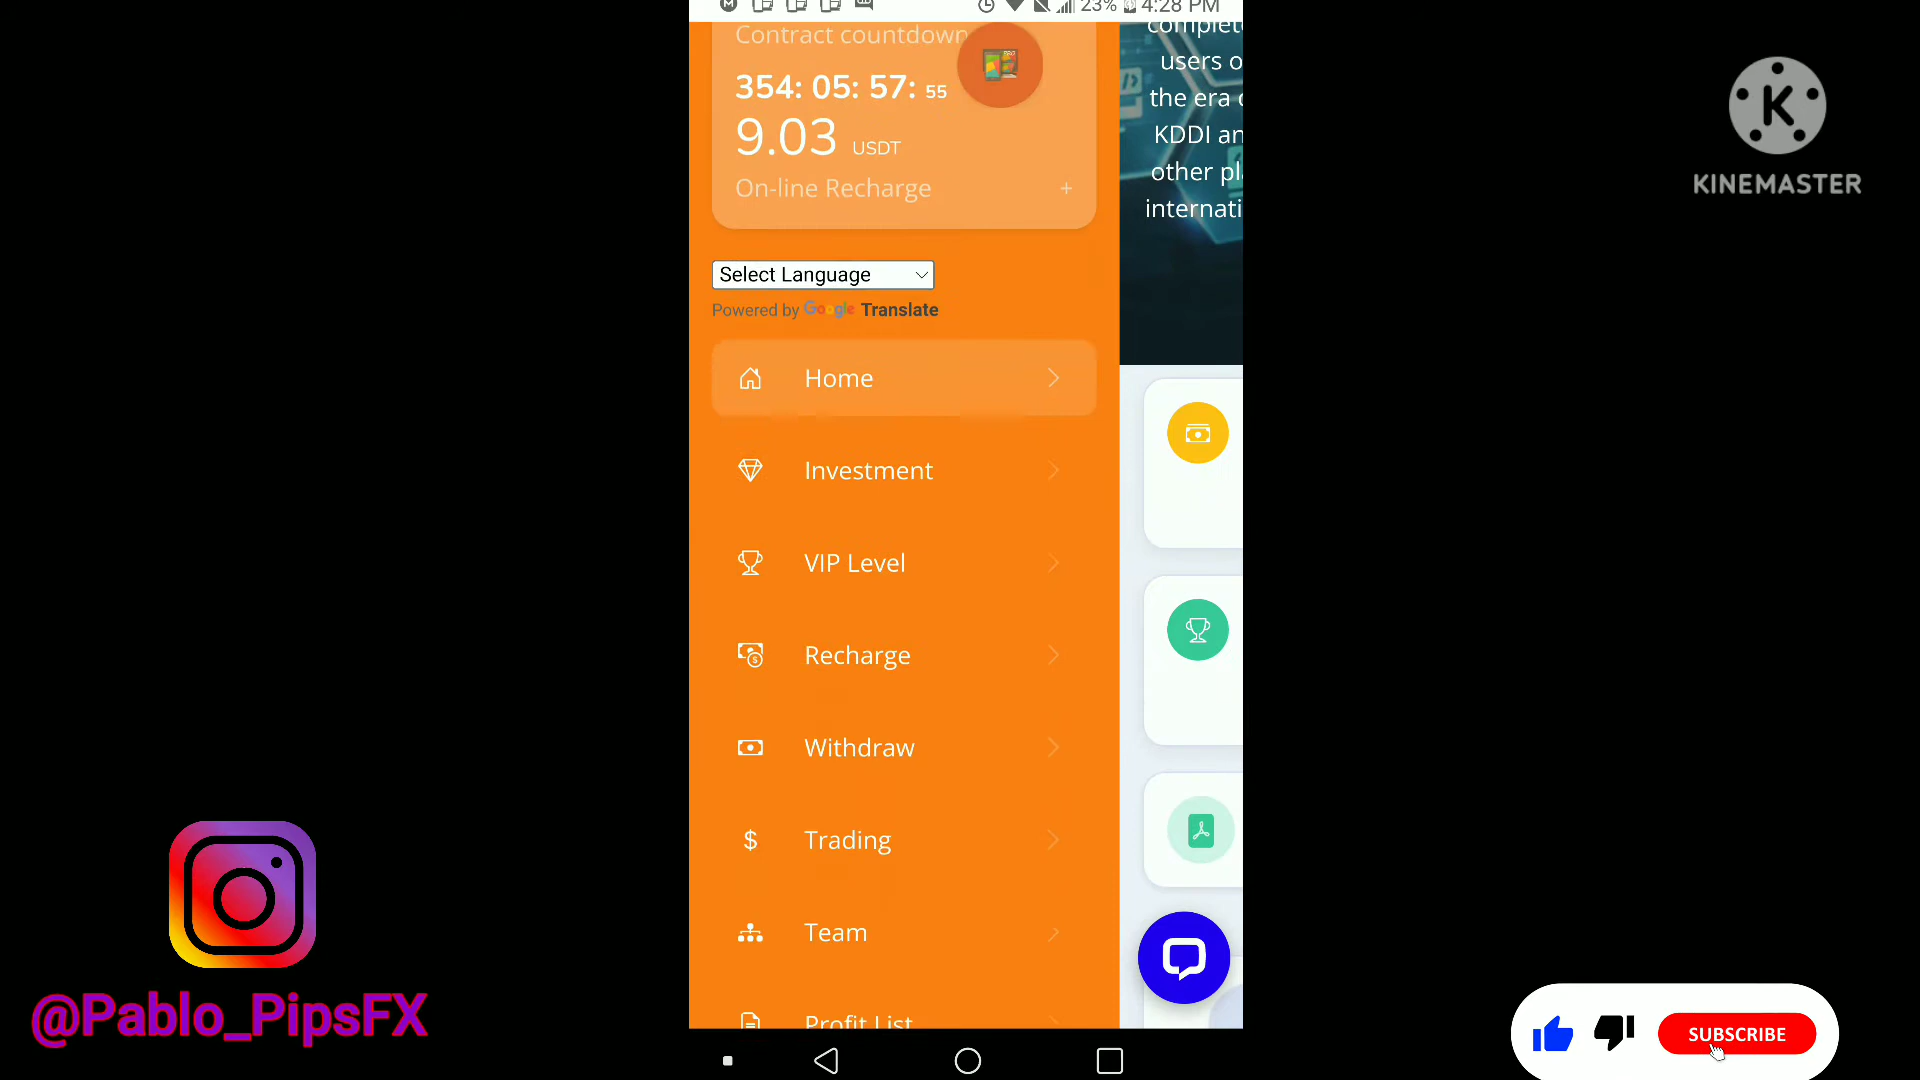 23% 4:28 PM
Contract countdown
354: 05: 57: 55
9.03 USDT
On-line Recharge +
Select Language
Powered by Google Translate
Home
Investment
VIP Level
Recharge
Withdraw
$ Trading
Team
Profit List
users o
the era
KDDI an
other pl
internati
K
KINEMASTER
@Pablo_PipsFX
SUBSCRIBE